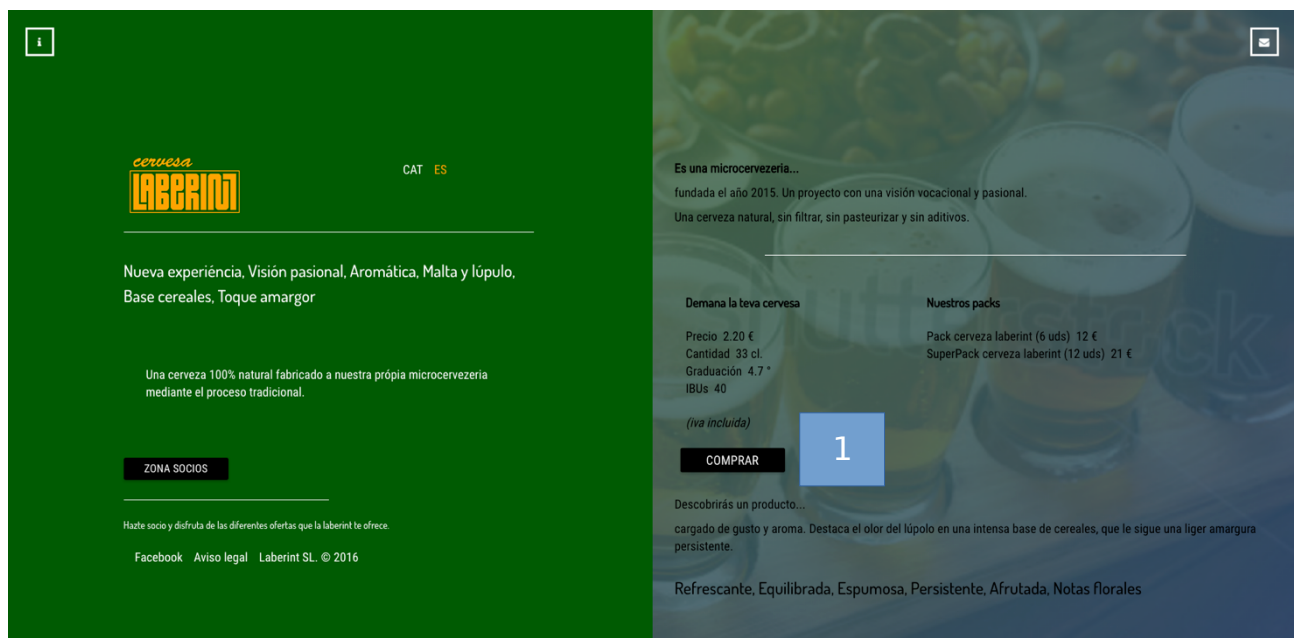 cervesa
LABERINT
CAT ES
Nueva experiéncia, Visión pasional, Aromática, Malta y lúpulo,
Base cereales, Toque amargor
Una cerveza 100% natural fabricado a nuestra própia microcervezeria
mediante el proceso tradicional.
ZONA SOCIOS
Hazte socio y disfruta de las diferentes ofertas que la laberint te ofrece.
Facebook Aviso legal Laberint SL. © 2016
Es una microcervezeria...
fundada el año 2015. Un proyecto con una visión vocacional y pasional.
Una cerveza natural, sin filtrar, sin pasteurizar y sin aditivos.
Demana la teva cervesa
Precio 2.20 €
Cantidad 33 cl.
Graduación 4.7 °
IBUs 40
(iva incluida)
COMPRAR
1
Nuestros packs
Pack cerveza laberint (6 uds) 12 €
SuperPack cerveza laberint (12 uds) 21 €
shutterstock
Descobrirás un producto...
cargado de gusto y aroma. Destaca el olor del lúpolo en una intensa base de cereales, que le sigue una liger amargura
persistente.
Refrescante, Equilibrada, Espumosa, Persistente, Afrutada, Notas florales